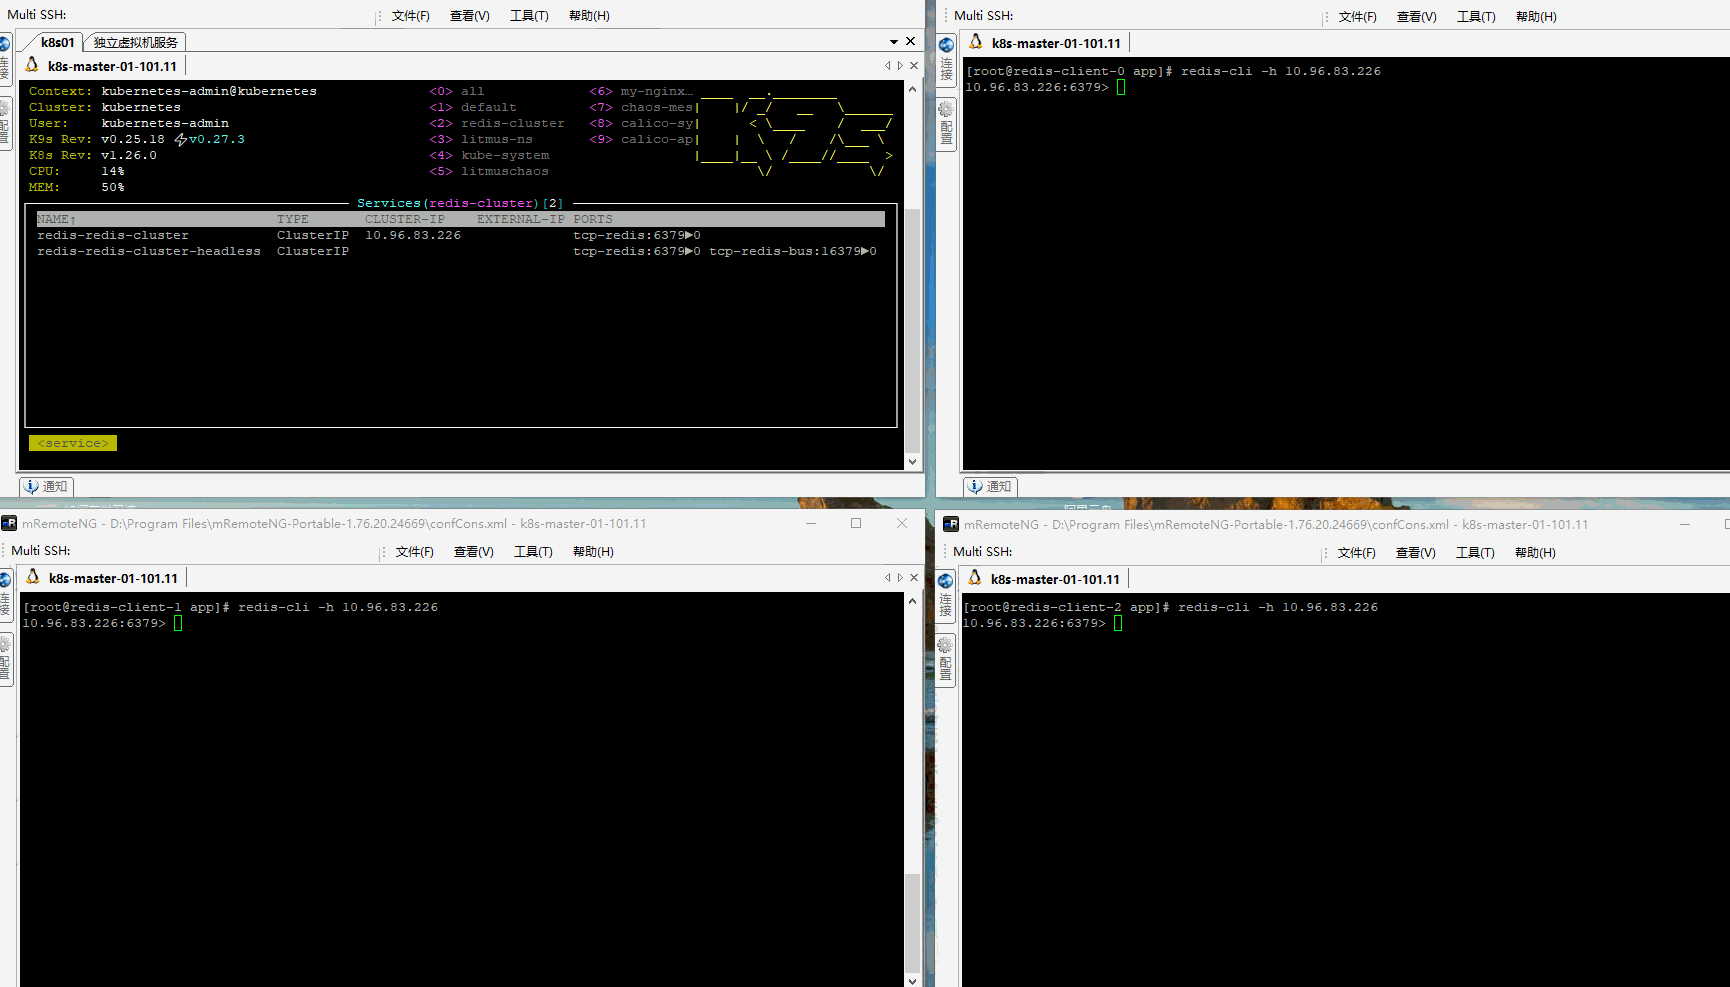 Multi SSH:
文件(F) 查看(V) 工具(T) 帮助(H)
连接
配置
k8s01 独立虚拟机服务
k8s-master-01-101.11
Context: kubernetes-admin@kubernetes <0> all <6> my-nginx…
Cluster: kubernetes <1> default <7> chaos-mes
User: kubernetes-admin <2> redis-cluster <8> calico-sy
K9s Rev: v0.25.18 ⚡v0.27.3 <3> litmus-ns <9> calico-ap
K8s Rev: v1.26.0 <4> kube-system
CPU: 14% <5> litmuschaos
MEM: 50%
Services(redis-cluster)[2]
NAME↑ TYPE CLUSTER-IP EXTERNAL-IP PORTS
redis-redis-cluster ClusterIP 10.96.83.226 tcp-redis:6379►0
redis-redis-cluster-headless ClusterIP tcp-redis:6379►0 tcp-redis-bus:16379►0
<service>
通知
Multi SSH:
文件(F) 查看(V) 工具(T) 帮助(H)
连接
配置
k8s-master-01-101.11
[root@redis-client-0 app]# redis-cli -h 10.96.83.226
10.96.83.226:6379>
通知
mRemoteNG - D:\Program Files\mRemoteNG-Portable-1.76.20.24669\confCons.xml - k8s-master-01-101.11
Multi SSH:
文件(F) 查看(V) 工具(T) 帮助(H)
连接
配置
k8s-master-01-101.11
[root@redis-client-1 app]# redis-cli -h 10.96.83.226
10.96.83.226:6379>
mRemoteNG - D:\Program Files\mRemoteNG-Portable-1.76.20.24669\confCons.xml - k8s-master-01-101.11
Multi SSH:
文件(F) 查看(V) 工具(T) 帮助(H)
连接
配置
k8s-master-01-101.11
[root@redis-client-2 app]# redis-cli -h 10.96.83.226
10.96.83.226:6379>